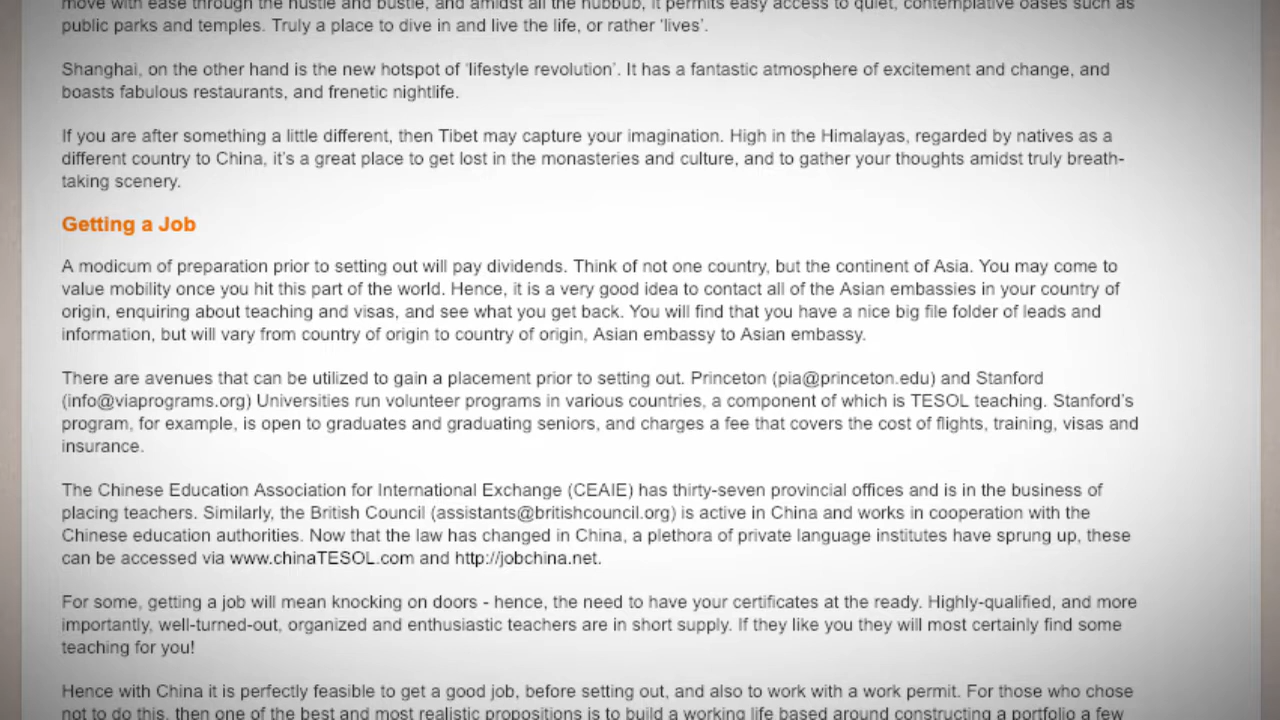 move with ease through the hustle and bustle, and amidst all the hubbub, it permits easy access to quiet, contemplative oases such as
public parks and temples. Truly a place to dive in and live the life, or rather ‘lives’.
Shanghai, on the other hand is the new hotspot of ‘lifestyle revolution’. It has a fantastic atmosphere of excitement and change, and
boasts fabulous restaurants, and frenetic nightlife.
If you are after something a little different, then Tibet may capture your imagination. High in the Himalayas, regarded by natives as a
different country to China, it’s a great place to get lost in the monasteries and culture, and to gather your thoughts amidst truly breath-
taking scenery.
Getting a Job
A modicum of preparation prior to setting out will pay dividends. Think of not one country, but the continent of Asia. You may come to
value mobility once you hit this part of the world. Hence, it is a very good idea to contact all of the Asian embassies in your country of
origin, enquiring about teaching and visas, and see what you get back. You will find that you have a nice big file folder of leads and
information, but will vary from country of origin to country of origin, Asian embassy to Asian embassy.
There are avenues that can be utilized to gain a placement prior to setting out. Princeton (pia@princeton.edu) and Stanford
(info@viaprograms.org) Universities run volunteer programs in various countries, a component of which is TESOL teaching. Stanford’s
program, for example, is open to graduates and graduating seniors, and charges a fee that covers the cost of flights, training, visas and
insurance.
The Chinese Education Association for International Exchange (CEAIE) has thirty-seven provincial offices and is in the business of
placing teachers. Similarly, the British Council (assistants@britishcouncil.org) is active in China and works in cooperation with the
Chinese education authorities. Now that the law has changed in China, a plethora of private language institutes have sprung up, these
can be accessed via www.chinaTESOL.com and http://jobchina.net.
For some, getting a job will mean knocking on doors - hence, the need to have your certificates at the ready. Highly-qualified, and more
importantly, well-turned-out, organized and enthusiastic teachers are in short supply. If they like you they will most certainly find some
teaching for you!
Hence with China it is perfectly feasible to get a good job, before setting out, and also to work with a work permit. For those who chose
not to do this, then one of the best and most realistic propositions is to build a working life based around constructing a portfolio a few